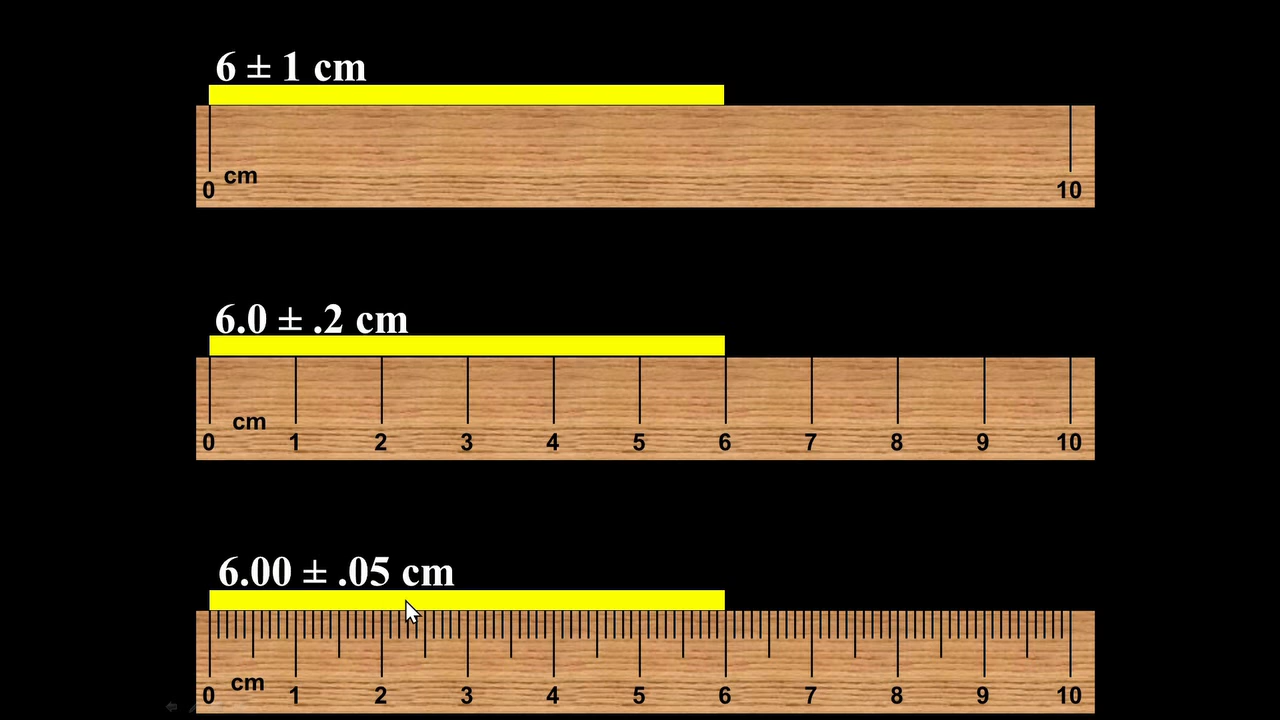 6 ± 1 cm
cm
0 10
6.0 ± .2 cm
cm
0 1 2 3 4 5 6 7 8 9 10
6.00 ± .05 cm
cm
0 1 2 3 4 5 6 7 8 9 10